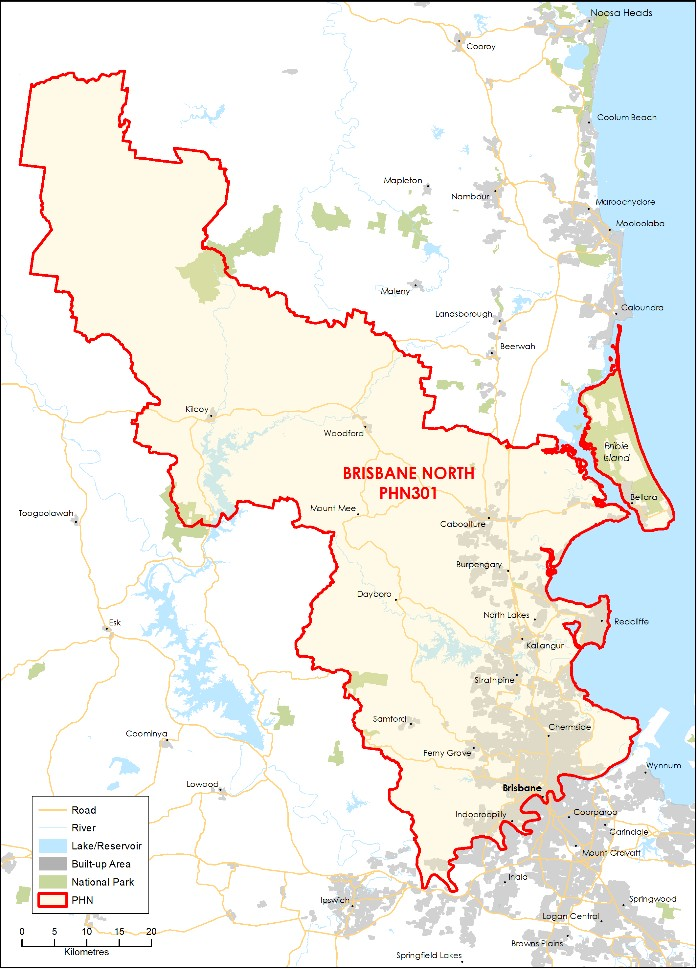 Noosa Heads
Cooroy
Coolum Beach
Mapleton
Nambour
Maroochydore
Mooloolaba
Maleny
Landsborough
Caloundra
Beerwah
Kilcoy
Woodford
Bribie
Island
BRISBANE NORTH
PHN301
Bellara
Toogoolawah
Mount Mee
Caboolture
Burpengary
Dayboro
Esk
North Lakes
Redcliffe
Kallangur
Strathpine
Samford
Chermside
Coominya
Ferny Grove
Wynnum
Lowood
Brisbane
Indooroopilly
Coorparoo
Carindale
Mount Gravatt
Inala
Ipswich
Springwood
Logan Central
Browns Plains
Springfield Lakes
Road
River
Lake/Reservoir
Built-up Area
National Park
PHN
0 5 10 15 20
Kilometres